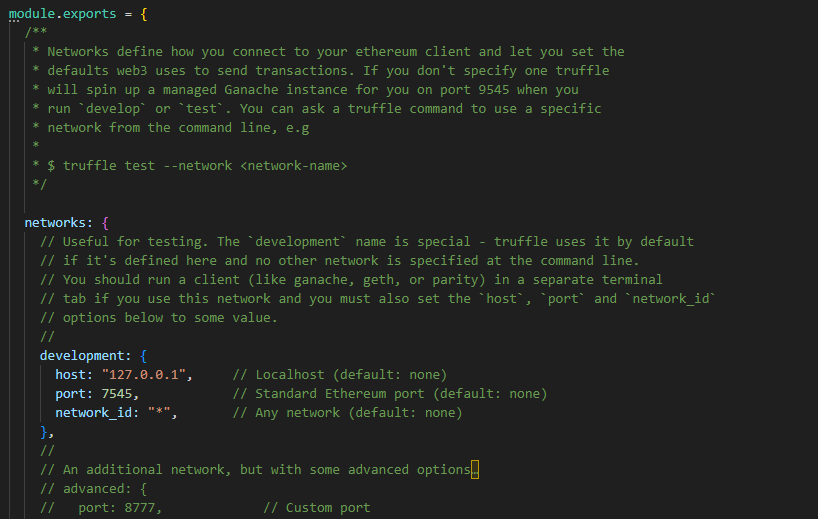 module.exports = {
  /**
   * Networks define how you connect to your ethereum client and let you set the
   * defaults web3 uses to send transactions. If you don't specify one truffle
   * will spin up a managed Ganache instance for you on port 9545 when you
   * run `develop` or `test`. You can ask a truffle command to use a specific
   * network from the command line, e.g
   *
   * $ truffle test --network <network-name>
   */
  networks: {
    // Useful for testing. The `development` name is special - truffle uses it by default
    // if it's defined here and no other network is specified at the command line.
    // You should run a client (like ganache, geth, or parity) in a separate terminal
    // tab if you use this network and you must also set the `host`, `port` and `network_id`
    // options below to some value.
    //
    development: {
      host: "127.0.0.1",     // Localhost (default: none)
      port: 7545,            // Standard Ethereum port (default: none)
      network_id: "*",       // Any network (default: none)
    },
    //
    // An additional network, but with some advanced options…
    // advanced: {
    //   port: 8777,             // Custom port